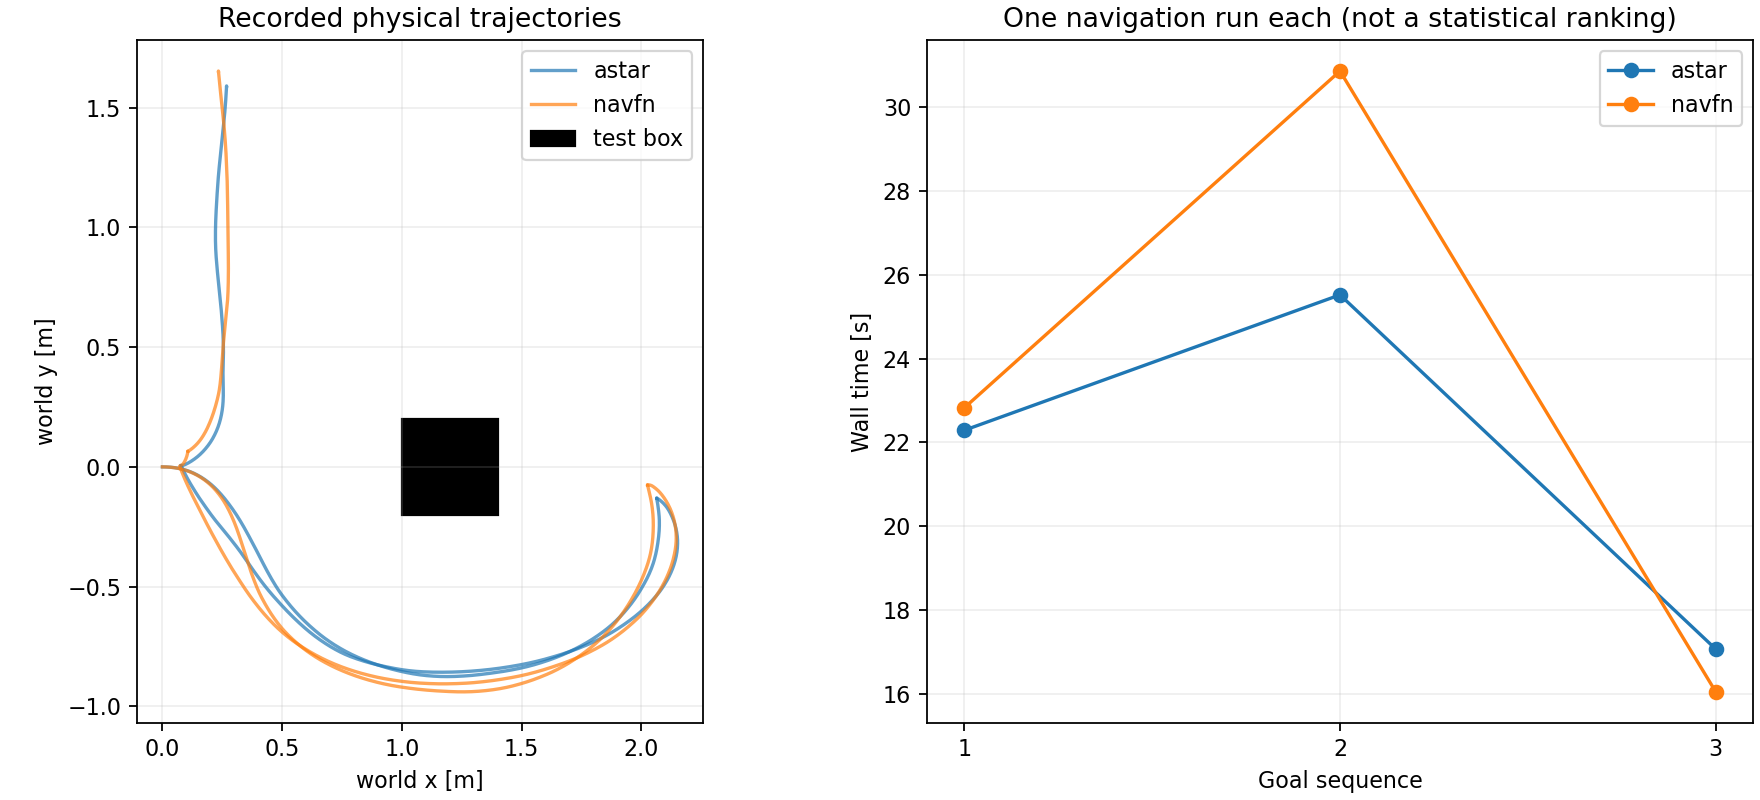 Recorded physical trajectories
astar
navfn
test box
1.5
1.0
0.5
0.0
−0.5
−1.0
world y [m]
0.0
0.5
1.0
1.5
2.0
world x [m]
One navigation run each (not a statistical ranking)
astar
navfn
30
28
26
24
22
20
18
16
Wall time [s]
1
2
3
Goal sequence